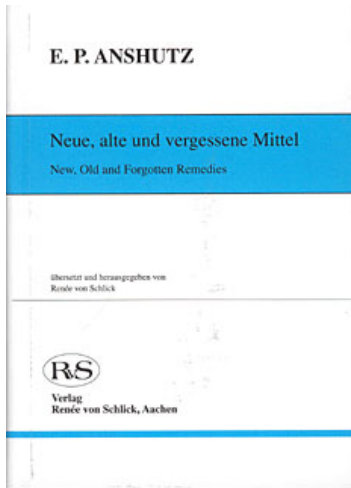 E. P. ANSHUTZ
Neue, alte und vergessene Mittel
New, Old and Forgotten Remedies
übersetzt und herausgegeben von
Renée von Schlick
RvS
Verlag
Renée von Schlick, Aachen